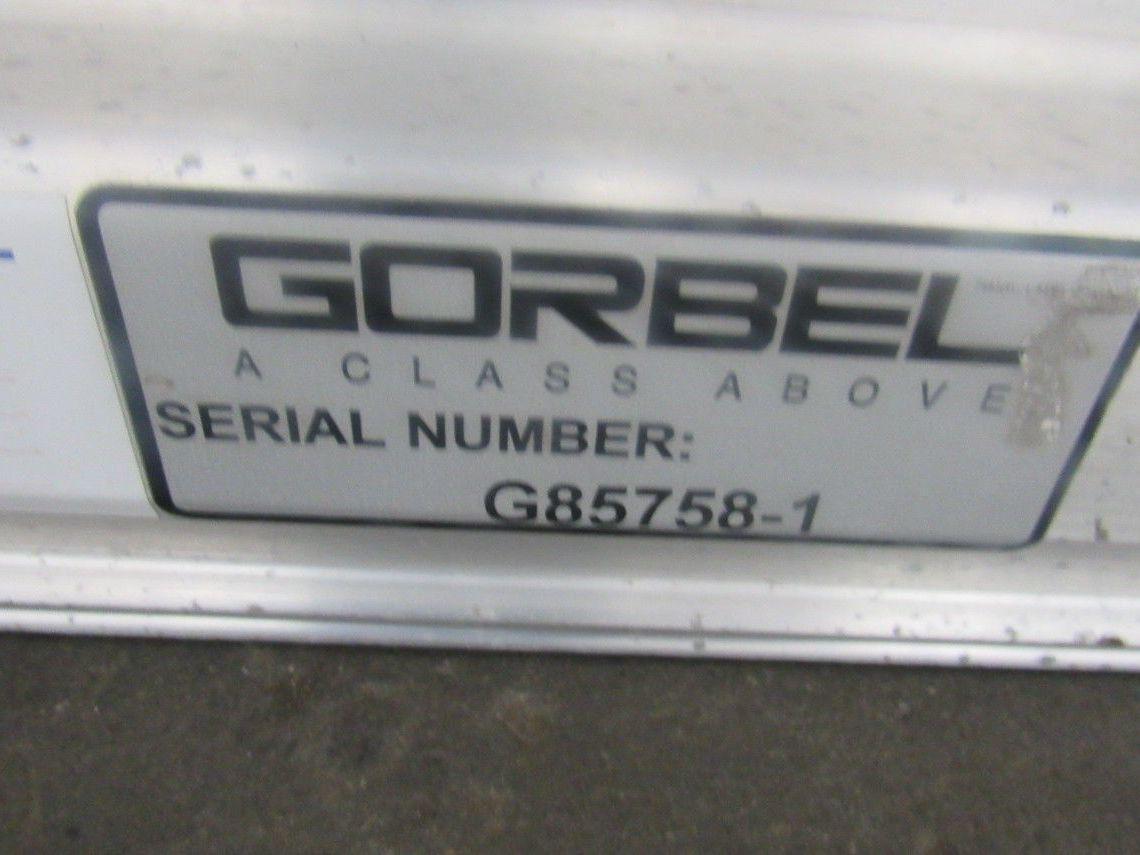 GORBEL
A CLASS ABOVE
SERIAL NUMBER:
G85758-1